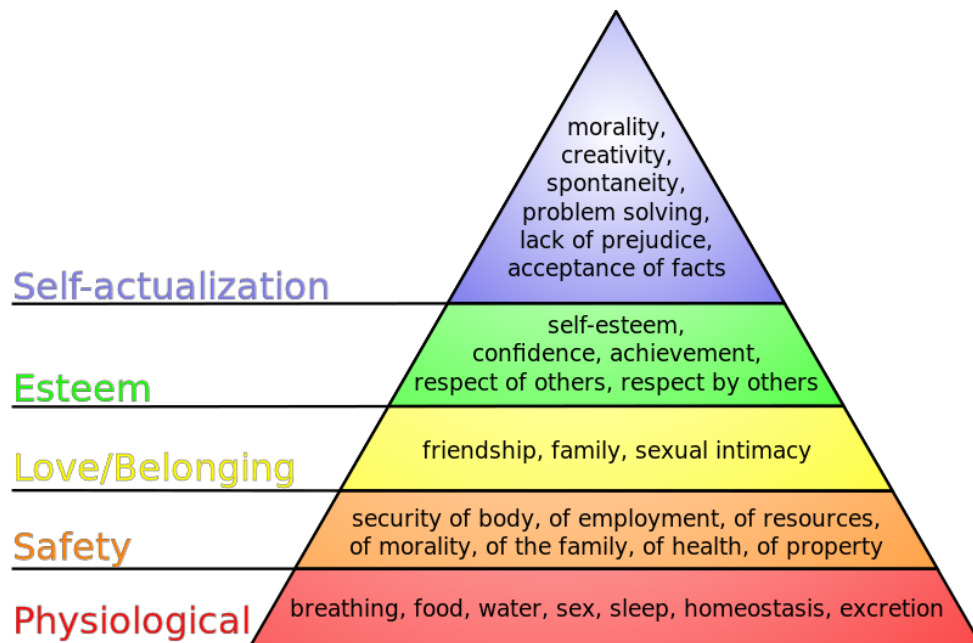 morality,
creativity,
spontaneity,
problem solving,
lack of prejudice,
acceptance of facts
Self-actualization
self-esteem,
confidence, achievement,
respect of others, respect by others
Esteem
friendship, family, sexual intimacy
Love/Belonging
security of body, of employment, of resources,
of morality, of the family, of health, of property
Safety
breathing, food, water, sex, sleep, homeostasis, excretion
Physiological